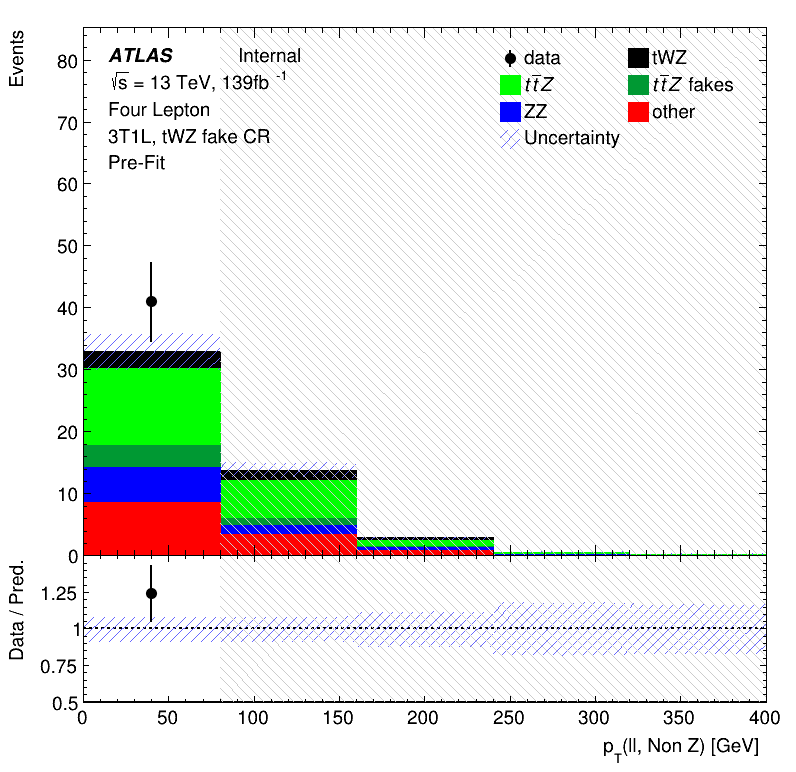 Events
ATLAS Internal
√s = 13 TeV, 139fb⁻¹
Four Lepton
3T1L, tWZ fake CR
Pre-Fit
data tWZ
tt̄Z tt̄Z fakes
ZZ other
Uncertainty
80
70
60
50
40
30
20
10
0
Data / Pred.
1.25
1
0.75
0.5
0 50 100 150 200 250 300 350 400
p_T(ll, Non Z) [GeV]